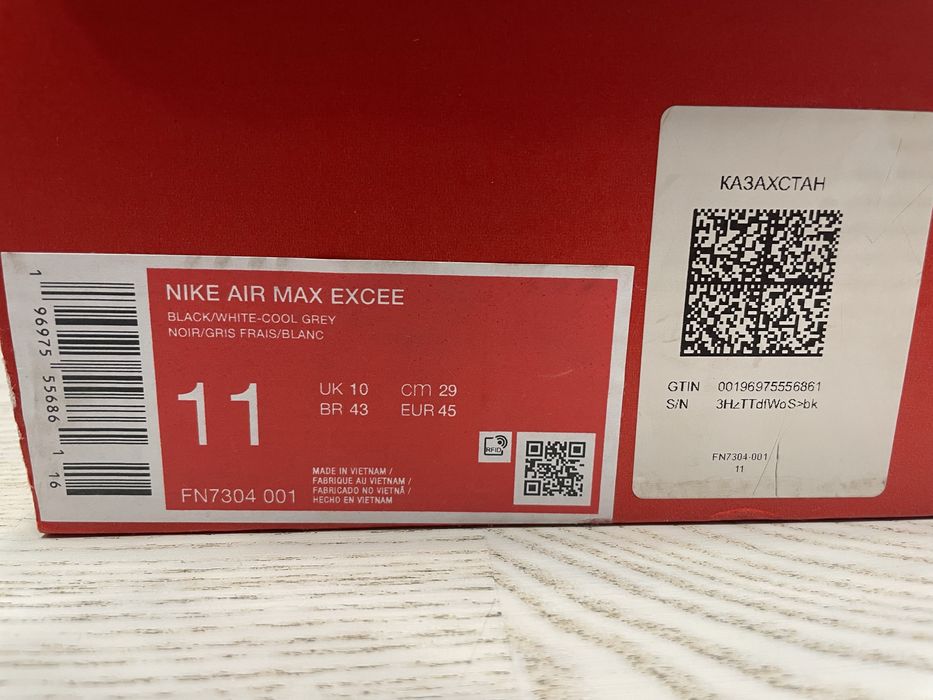 1 96975 55686 1 16
NIKE AIR MAX EXCEE
BLACK/WHITE-COOL GREY
NOIR/GRIS FRAIS/BLANC
11
UK 10 cm 29
BR 43 EUR 45
RFID
FN7304 001
MADE IN VIETNAM /
FABRIQUE AU VIETNAM /
FABRICADO NO VIETNÃ /
HECHO EN VIETNAM
КАЗАХСТАН
GTIN 00196975556861
S/N 3HzTTdfWoS>bk
FN7304-001
11